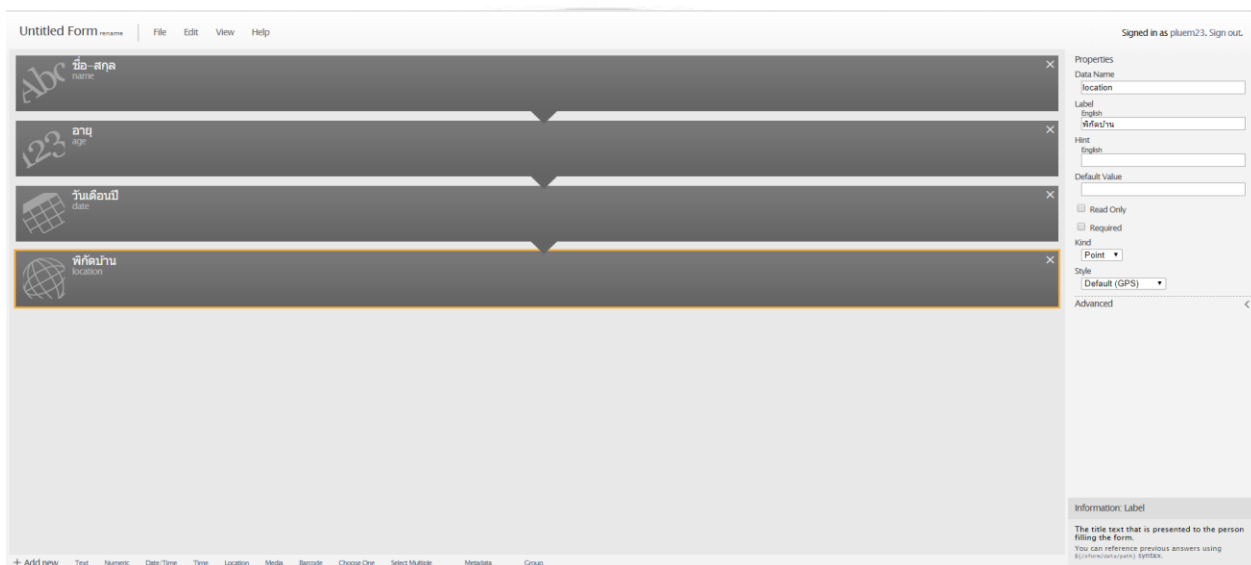 Untitled Form rename File Edit View Help
Signed in as pluem23. Sign out.
Abc ชื่อ-สกุล
name
123 อายุ
age
วันเดือนปี
date
พิกัดบ้าน
location
Properties
Data Name
location
Label
English
พิกัดบ้าน
Hint
English
Default Value
Read Only
Required
Kind
Point
Style
Default (GPS)
Advanced
Information: Label
The title text that is presented to the person
filling the form.
You can reference previous answers using
${/xform/data/path} syntax.
+ Add new Text Numeric Date/Time Time Location Media Barcode Choose One Select Multiple Metadata Group